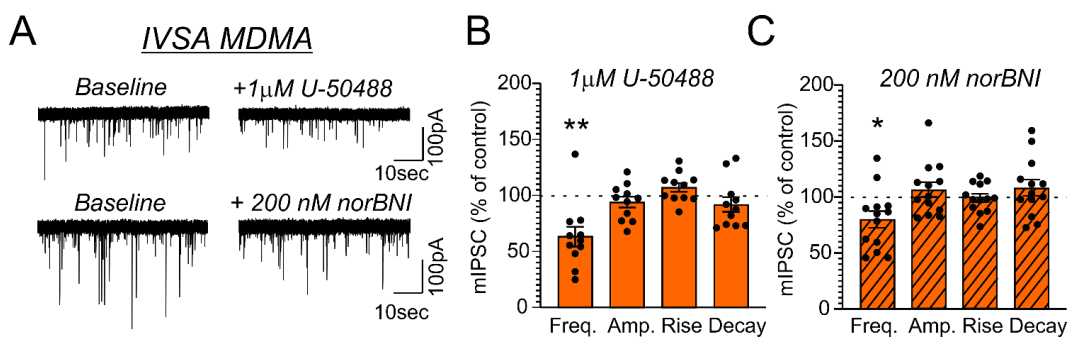 A
IVSA MDMA
Baseline
+1µM U-50488
100pA
10sec
Baseline
+ 200 nM norBNI
100pA
10sec
B
1µM U-50488
mIPSC (% of control)
200
150
100
50
0
**
Freq. Amp. Rise Decay
C
200 nM norBNI
mIPSC (% of control)
200
150
100
50
0
*
Freq. Amp. Rise Decay